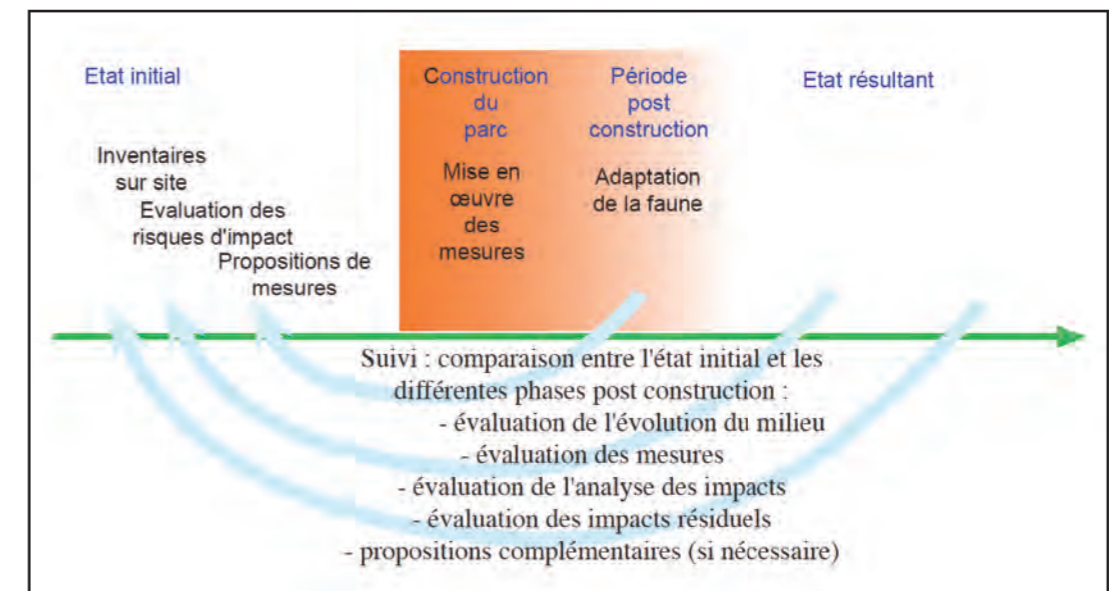 Etat initial
Inventaires
sur site
Evaluation des
risques d'impact
Propositions de
mesures
Construction
du
parc
Mise en
œuvre
des
mesures
Période
post
construction
Adaptation
de la faune
Etat résultant
Suivi : comparaison entre l'état initial et les
différentes phases post construction :
- évaluation de l'évolution du milieu
- évaluation des mesures
- évaluation de l'analyse des impacts
- évaluation des impacts résiduels
- propositions complémentaires (si nécessaire)